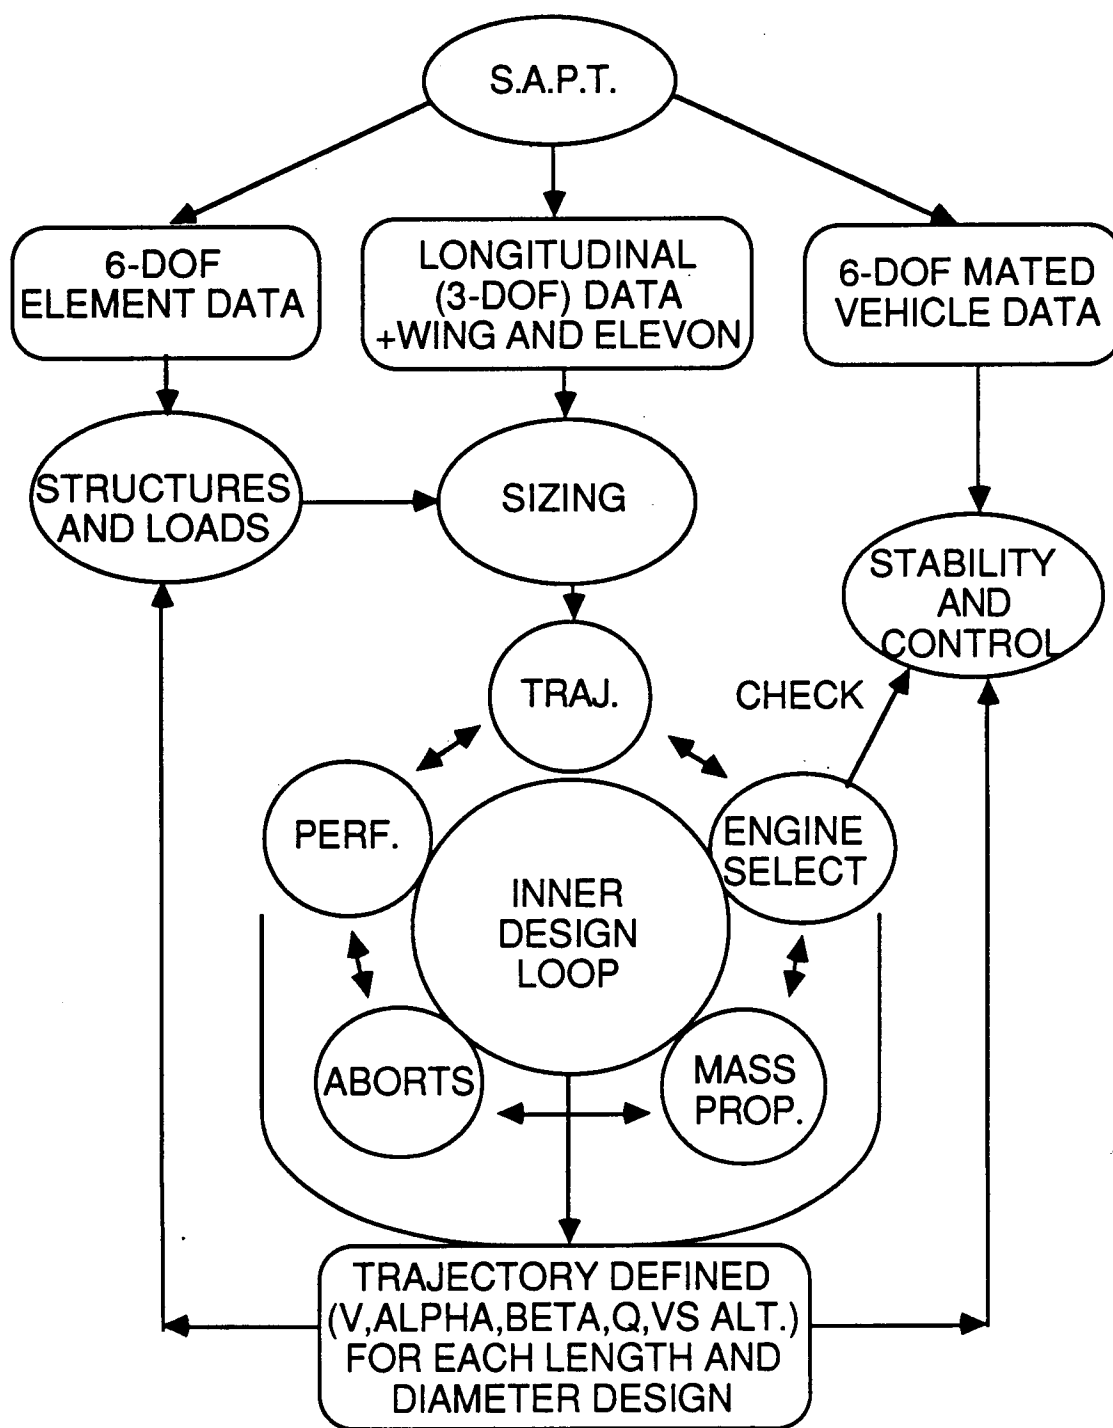 S.A.P.T.
6-DOF
ELEMENT DATA
LONGITUDINAL
(3-DOF) DATA
+WING AND ELEVON
6-DOF MATED
VEHICLE DATA
STRUCTURES
AND LOADS
SIZING
STABILITY
AND
CONTROL
TRAJ.
CHECK
PERF.
ENGINE
SELECT
INNER
DESIGN
LOOP
ABORTS
MASS
PROP.
TRAJECTORY DEFINED
(V,ALPHA,BETA,Q,VS ALT.)
FOR EACH LENGTH AND
DIAMETER DESIGN